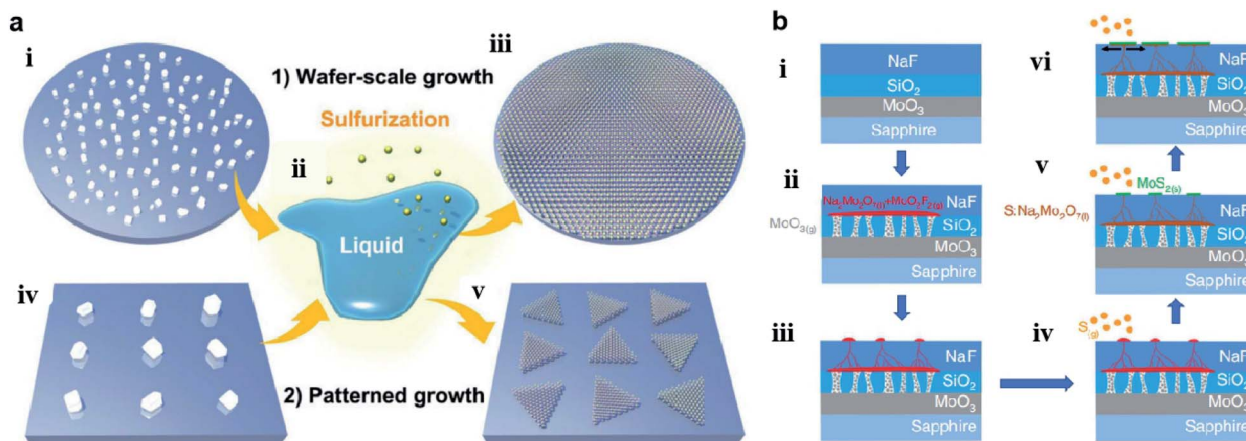 a
i
1) Wafer-scale growth
iii
Sulfurization
ii
Liquid
iv
v
2) Patterned growth
b
i
NaF
SiO₂
MoO₃
Sapphire
ii
Na₂Mo₂O₇₍ₗ₎+MoO₂F₂₍g₎
NaF
MoO₃₍g₎
SiO₂
MoO₃
Sapphire
iii
NaF
SiO₂
MoO₃
Sapphire
iv
S₍g₎
NaF
SiO₂
MoO₃
Sapphire
v
MoS₂₍ₛ₎
S:Na₂Mo₂O₇₍ₗ₎
NaF
SiO₂
MoO₃
Sapphire
vi
NaF
SiO₂
MoO₃
Sapphire